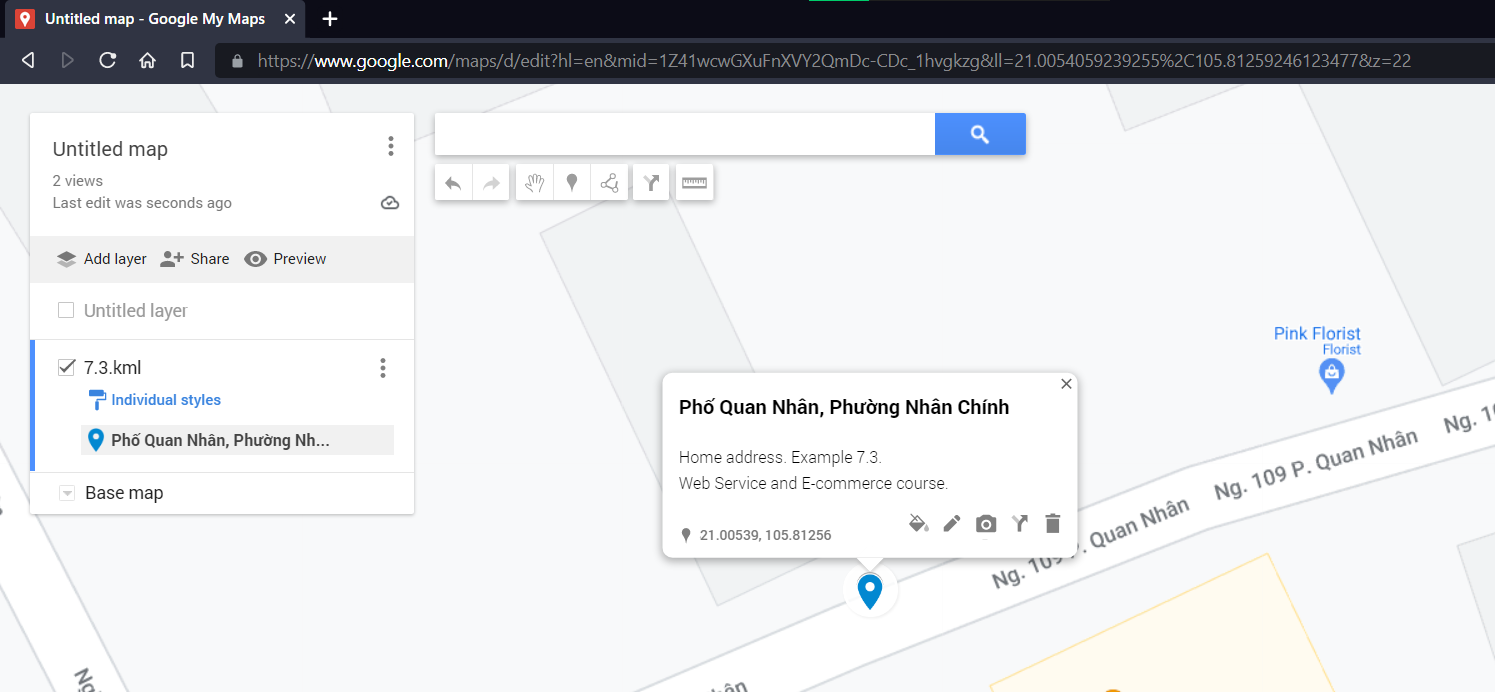 Untitled map - Google My Maps
https://www.google.com/maps/d/edit?hl=en&mid=1Z41wcwGXuFnXVY2QmDc-CDc_1hvgkzg&ll=21.0054059239255%2C105.81259246123477&z=22
Untitled map
2 views
Last edit was seconds ago
Add layer Share Preview
Untitled layer
7.3.kml
Individual styles
Phố Quan Nhân, Phường Nh...
Base map
Pink Florist
Florist
Phố Quan Nhân, Phường Nhân Chính
Home address. Example 7.3.
Web Service and E-commerce course.
21.00539, 105.81256
Ng. 109 P. Quan Nhân
Ng. 109 P. Quan Nhân
Ng.